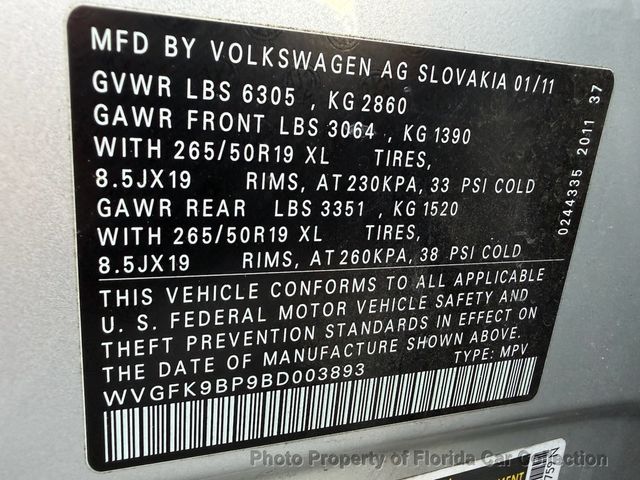 MFD BY VOLKSWAGEN AG SLOVAKIA 01/11
GVWR LBS 6305 , KG 2860
GAWR FRONT LBS 3064 , KG 1390
WITH 265/50R19 XL TIRES,
8.5JX19 RIMS, AT 230KPA, 33 PSI COLD
GAWR REAR LBS 3351 , KG 1520
WITH 265/50R19 XL TIRES,
8.5JX19 RIMS, AT 260KPA, 38 PSI COLD
THIS VEHICLE CONFORMS TO ALL APPLICABLE
U. S. FEDERAL MOTOR VEHICLE SAFETY AND
THEFT PREVENTION STANDARDS IN EFFECT ON
THE DATE OF MANUFACTURE SHOWN ABOVE.
WVGFK9BP9BD003893 TYPE: MPV
0244335 2011 37
Photo Property of Florida Car Collection